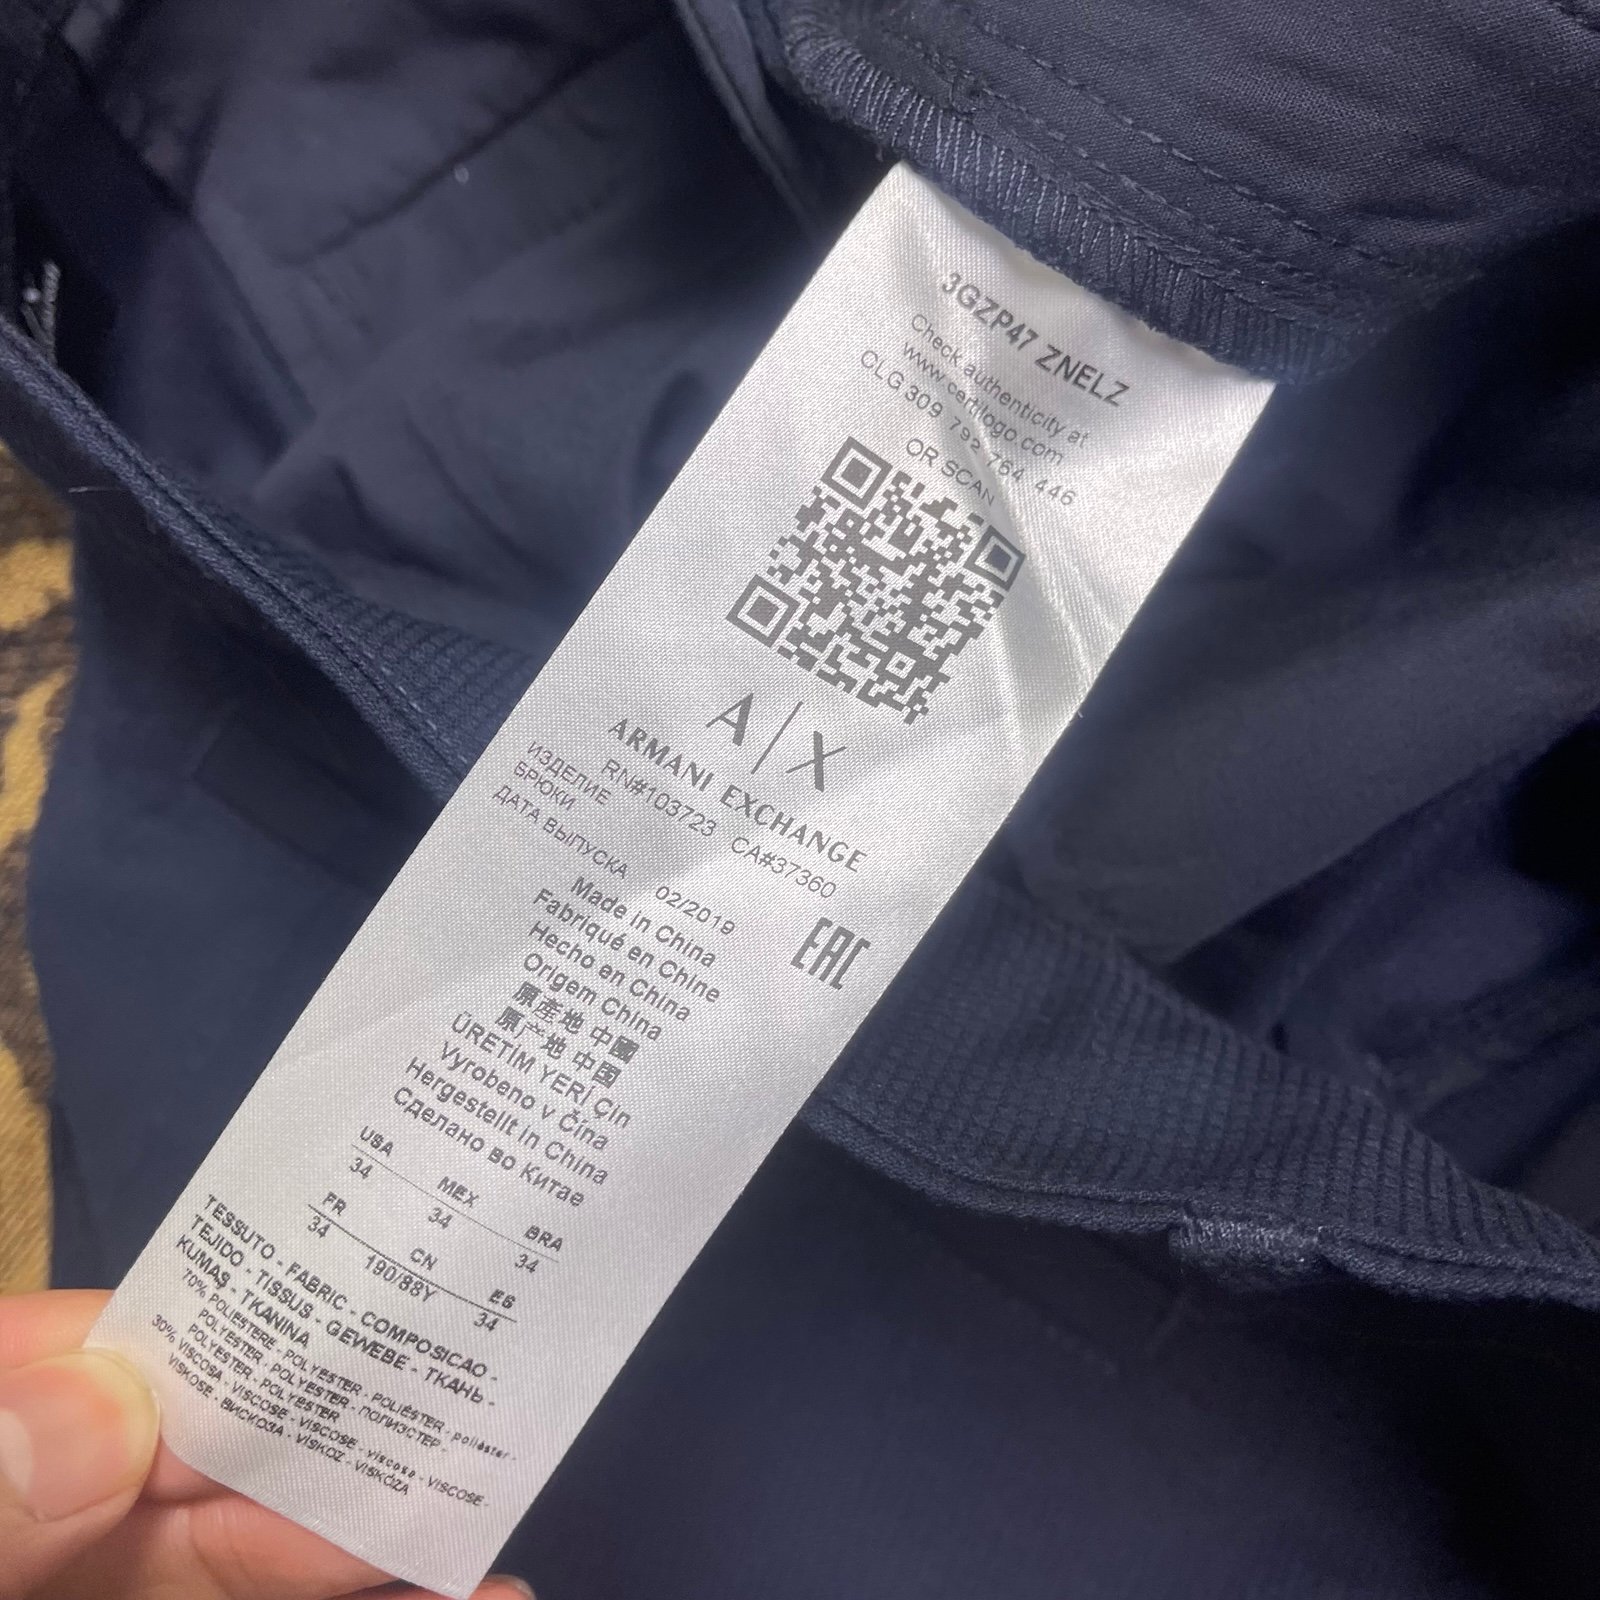 3GZP47 ZNELZ
Check authenticity at
www.certilogo.com
CLG 309 792 764 446
OR SCAN
A|X
ARMANI EXCHANGE
RN#103723 CA#37360
ИЗДЕЛИЕ
БРЮКИ
ДАТА ВЫПУСКА 02/2019
EAC
Made in China
Fabriqué en Chine
Hecho en China
Origem China
原產地 中國
原产地 中国
ÜRETİM YERİ Çin
Vyrobeno v Čína
Hergestellt in China
Сделано во Китае
USA MEX BRA
34 34 34
FR CN ES
34 190/88Y 34
TESSUTO - FABRIC - COMPOSICAO -
TEJIDO - TISSUS - GEWEBE - ТКАНЬ -
KUMAŞ - TKANINA
70% POLIESTERE - POLYESTER - POLIÉSTER - poliéster -
POLYESTER - POLYESTER - ПОЛИЭСТЕР -
POLYESTER - POLYESTER
30% VISCOSA - VISCOSE - VISCOSE - viscose - VISCOSE -
VISKOSE - ВИСКОЗА - VİSKOZ - VISKÓZA